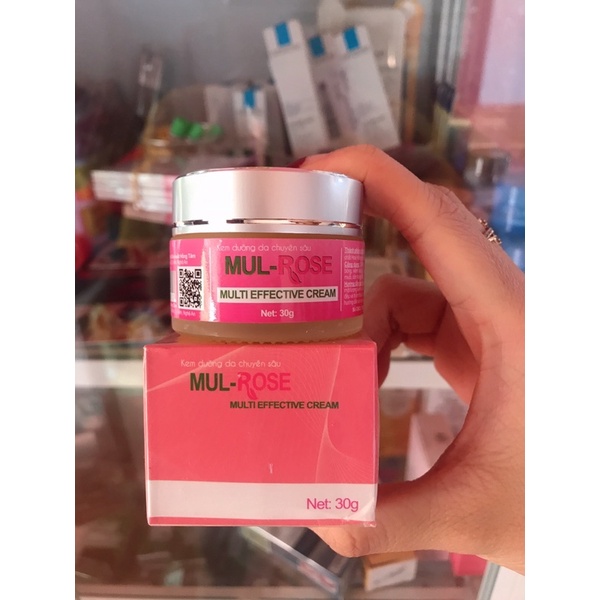 Kem dưỡng da chuyên sâu
MUL-ROSE
MULTI EFFECTIVE CREAM
Net: 30g
Kem dưỡng da chuyên sâu
MUL-ROSE
MULTI EFFECTIVE CREAM
Net: 30g